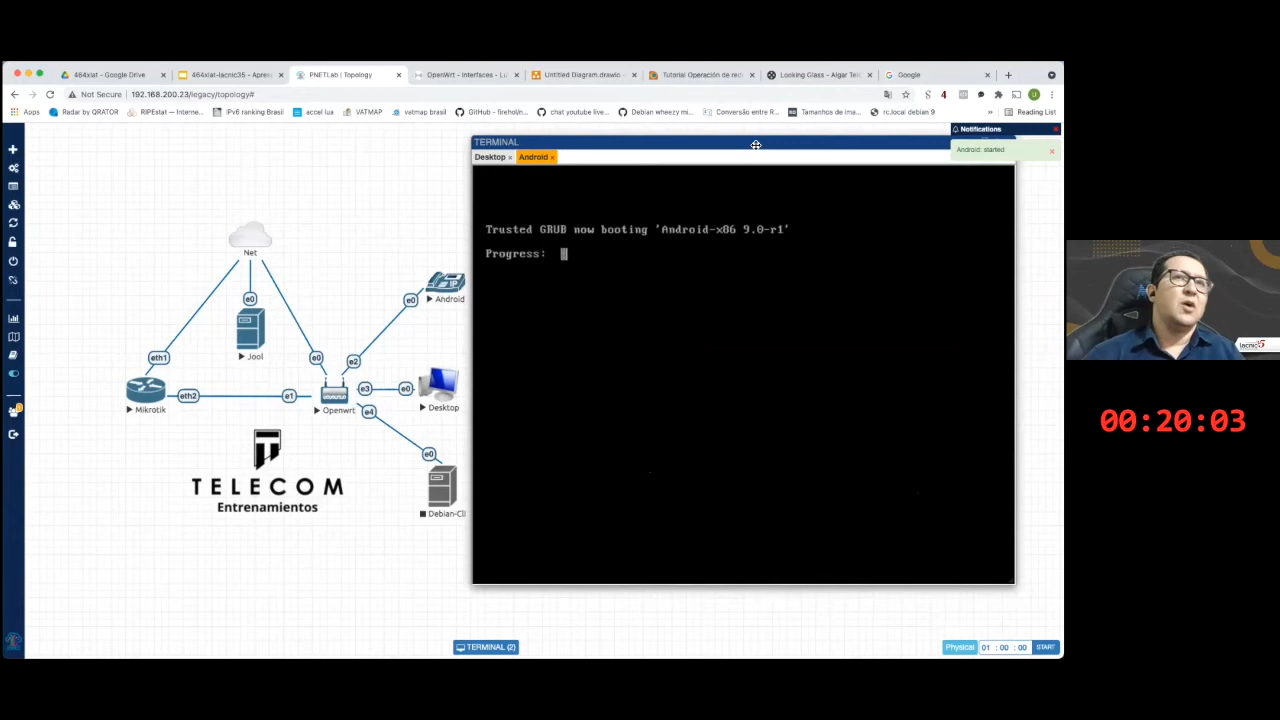 464xlat - Google Drive
464xlat-lacnic35 - Apres
PNETLab | Topology
OpenWrt - Interfaces - Lu
Untitled Diagram.drawio
Tutorial Operación de red
Looking Glass - Algar Tele
Google
Not Secure | 192.168.200.23/legacy/topology#
Apps
Radar by QRATOR
RIPEstat — Interne...
IPv6 ranking Brasil
accel lua
VATMAP
vatmap brasil
GitHub - firehol/net...
chat youtube live...
Debian wheezy mi...
Conversão entre R...
Tamanhos de ima...
rc.local debian 9
»
Reading List
Notifications
Android: started
TERMINAL
Desktop
Android
Trusted GRUB now booting 'Android-x86 9.0-r1'
Progress:
Net
e0
Jool
eth1
e0
e2
e0
Android
IP
Mikrotik
eth2
e1
Openwrt
e3
e0
Desktop
e4
e0
Debian-Cli
TELECOM
Entrenamientos
TERMINAL (2)
Physical
01 : 00 : 00
START
lacnic35
00:20:03